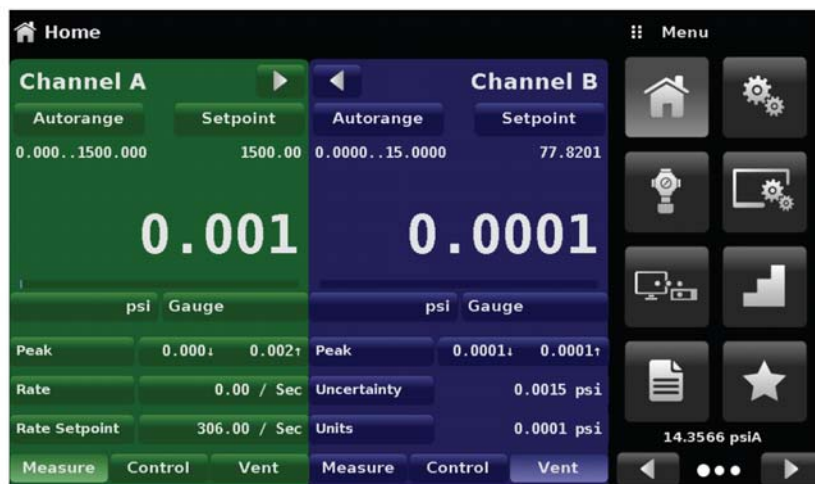 Home
Menu
Channel A
Autorange Setpoint
0.000..1500.000 1500.00
0.001
psi Gauge
Peak 0.000↓ 0.002↑
Rate 0.00 / Sec
Rate Setpoint 306.00 / Sec
Measure Control Vent
Channel B
Autorange Setpoint
0.0000..15.0000 77.8201
0.0001
psi Gauge
Peak 0.0001↓ 0.0001↑
Uncertainty 0.0015 psi
Units 0.0001 psi
Measure Control Vent
14.3566 psiA